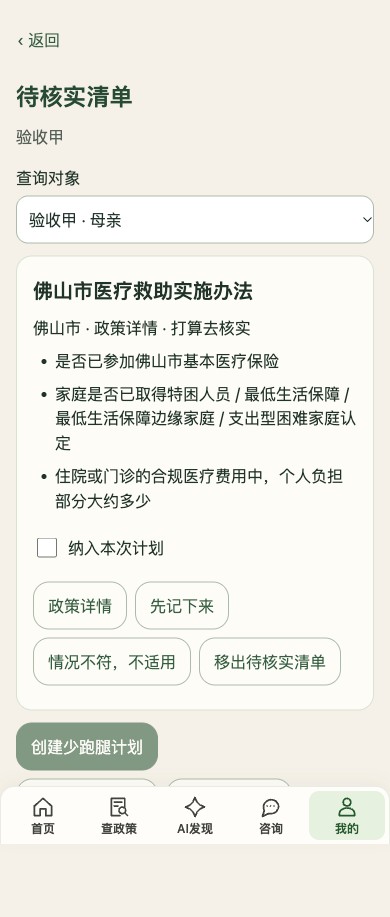 ‹ 返回
待核实清单
验收甲
查询对象
验收甲 · 母亲
佛山市医疗救助实施办法
佛山市 · 政策详情 · 打算去核实
• 是否已参加佛山市基本医疗保险
• 家庭是否已取得特困人员 / 最低生活保障 /
最低生活保障边缘家庭 / 支出型困难家庭认
定
• 住院或门诊的合规医疗费用中，个人负担
部分大约多少
纳入本次计划
政策详情 先记下来
情况不符，不适用 移出待核实清单
创建少跑腿计划
首页 查政策 AI发现 咨询 我的